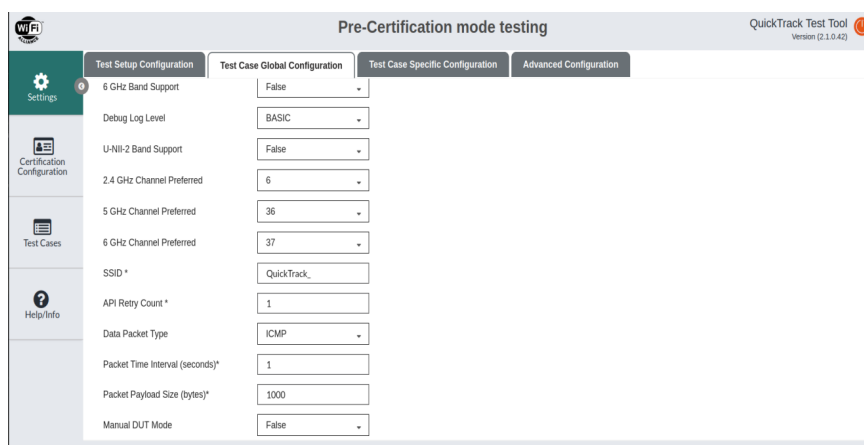 Wi Fi
ALLIANCE
Pre-Certification mode testing
QuickTrack Test Tool
Version (2.1.0.42)
Settings
Certification
Configuration
Test Cases
Help/Info
Test Setup Configuration
Test Case Global Configuration
Test Case Specific Configuration
Advanced Configuration
6 GHz Band Support False
Debug Log Level BASIC
U-NII-2 Band Support False
2.4 GHz Channel Preferred 6
5 GHz Channel Preferred 36
6 GHz Channel Preferred 37
SSID * QuickTrack_
API Retry Count * 1
Data Packet Type ICMP
Packet Time Interval (seconds)* 1
Packet Payload Size (bytes)* 1000
Manual DUT Mode False